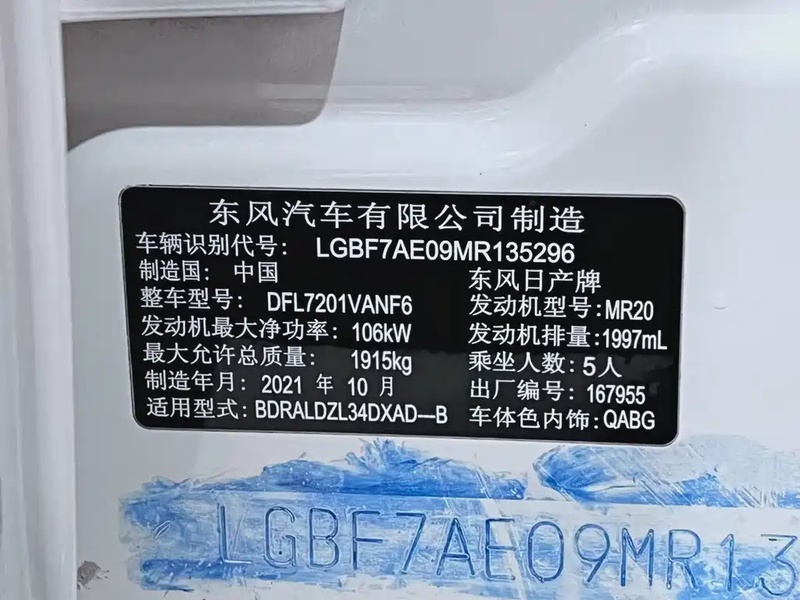 东风汽车有限公司制造
车辆识别代号: LGBF7AE09MR135296
制造国: 中国 东风日产牌
整车型号: DFL7201VANF6 发动机型号:MR20
发动机最大净功率: 106kW 发动机排量:1997mL
最大允许总质量: 1915kg 乘坐人数:5人
制造年月: 2021 年 10 月 出厂编号: 167955
适用型式: BDRALDZL34DXAD—B 车体色内饰:QABG
LGBF7AE09MR13